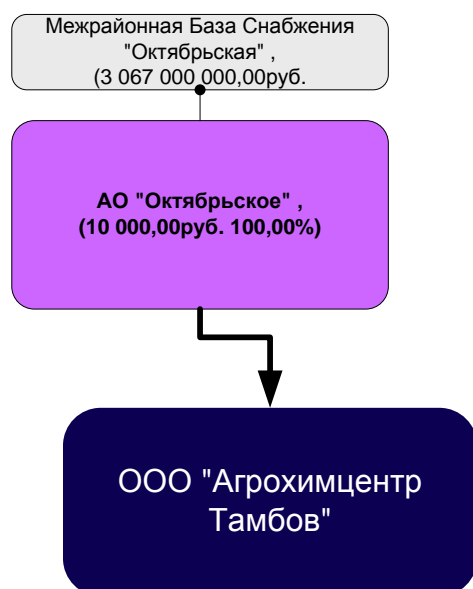 Межрайонная База Снабжения
"Октябрьская" ,
(3 067 000 000,00руб.
АО "Октябрьское" ,
(10 000,00руб. 100,00%)
ООО "Агрохимцентр
Тамбов"